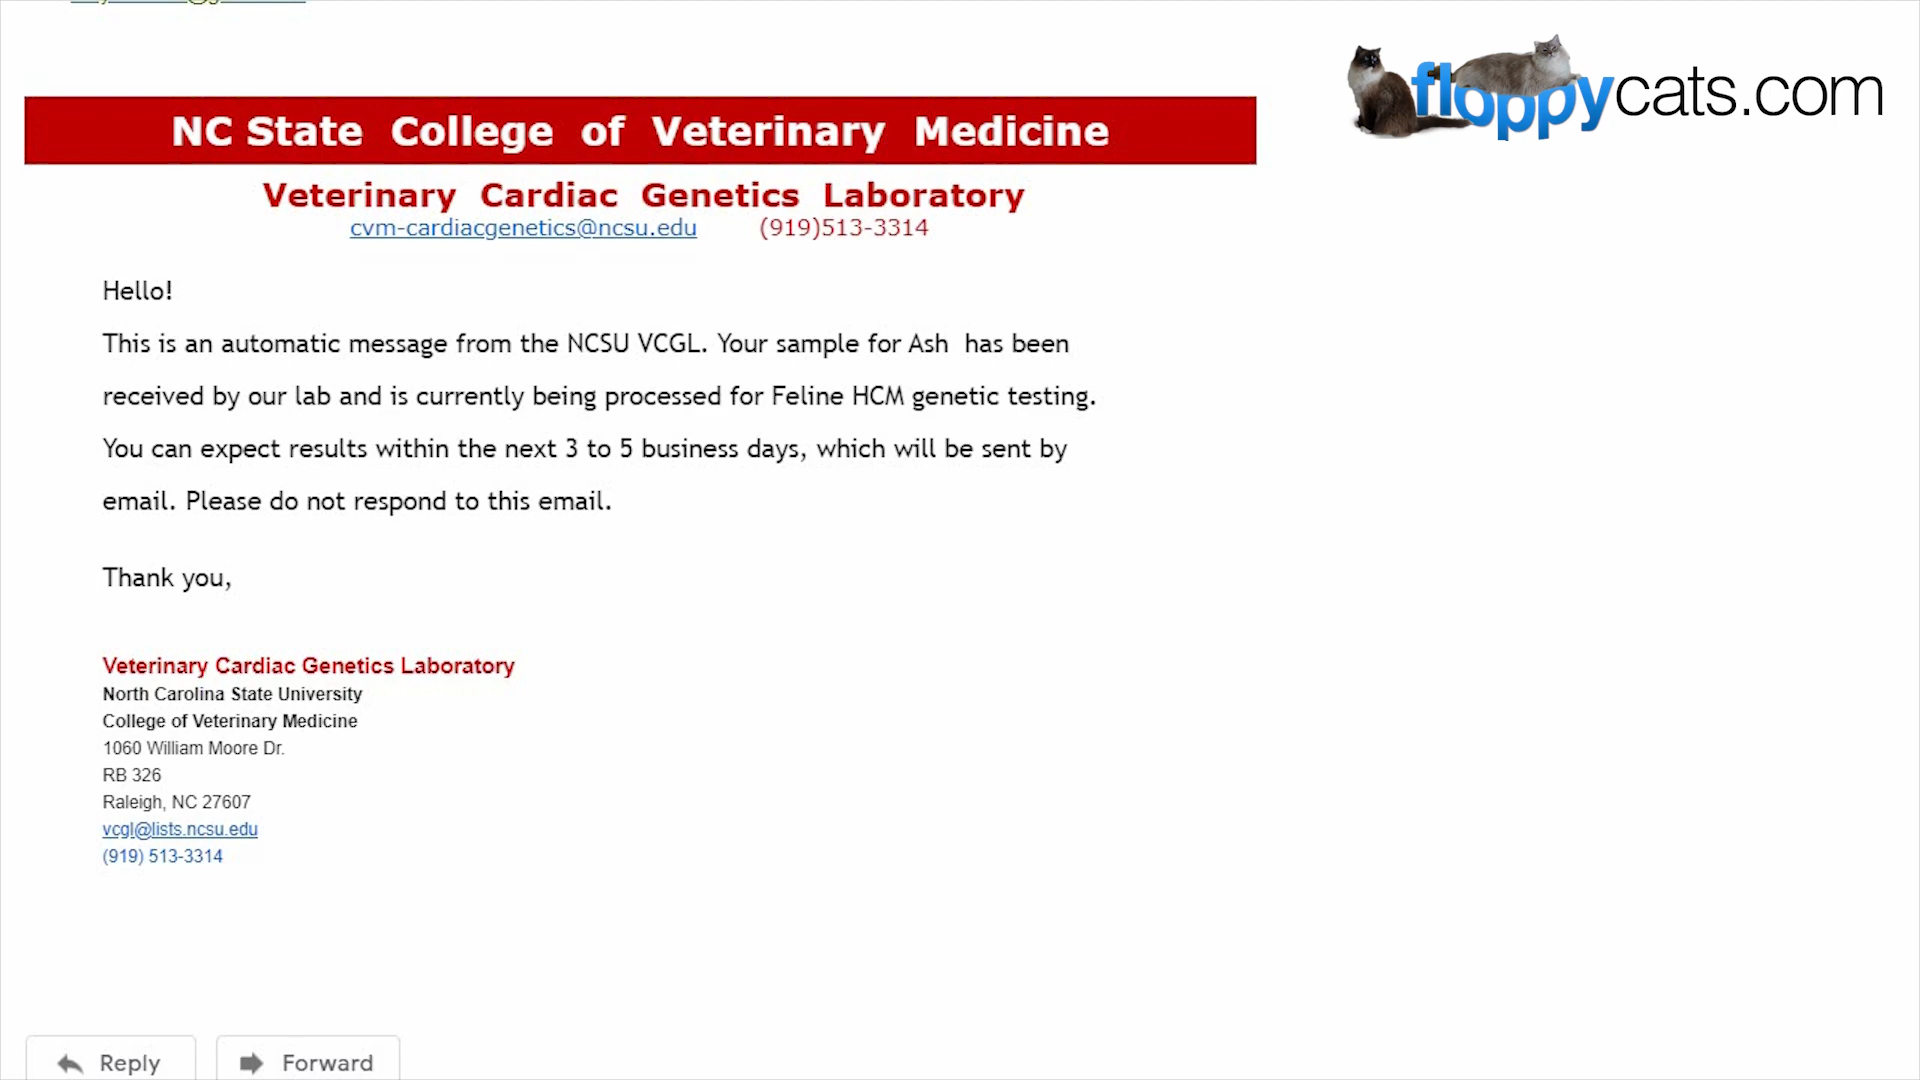 floppycats.com
NC State College of Veterinary Medicine
Veterinary Cardiac Genetics Laboratory
cvm-cardiacgenetics@ncsu.edu (919)513-3314
Hello!
This is an automatic message from the NCSU VCGL. Your sample for Ash has been
received by our lab and is currently being processed for Feline HCM genetic testing.
You can expect results within the next 3 to 5 business days, which will be sent by
email. Please do not respond to this email.
Thank you,
Veterinary Cardiac Genetics Laboratory
North Carolina State University
College of Veterinary Medicine
1060 William Moore Dr.
RB 326
Raleigh, NC 27607
vcgl@lists.ncsu.edu
(919) 513-3314
Reply Forward